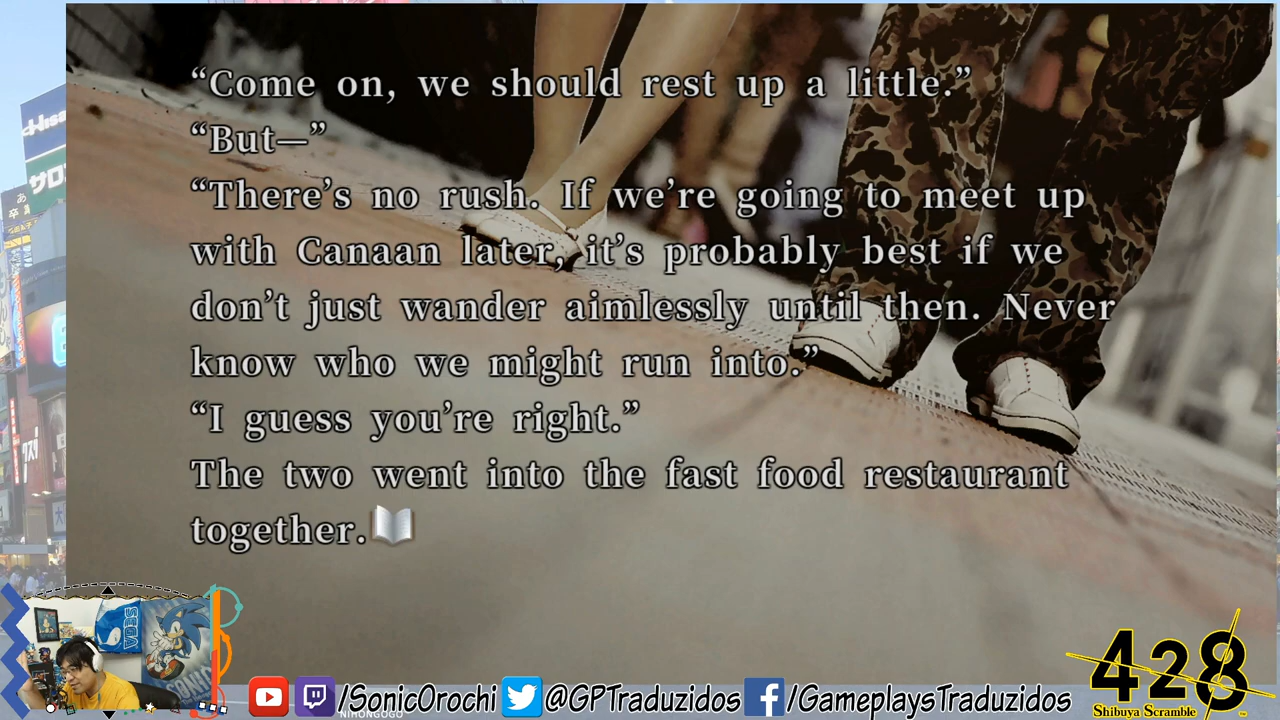 “Come on, we should rest up a little.”
“But—”
“There’s no rush. If we’re going to meet up
with Canaan later, it’s probably best if we
don’t just wander aimlessly until then. Never
know who we might run into.”
“I guess you’re right.”
The two went into the fast food restaurant
together.
SEGA
SONIC
/SonicOrochi
@GPTraduzidos
/GameplaysTraduzidos
NIHONGOGO
428
Shibuya Scramble